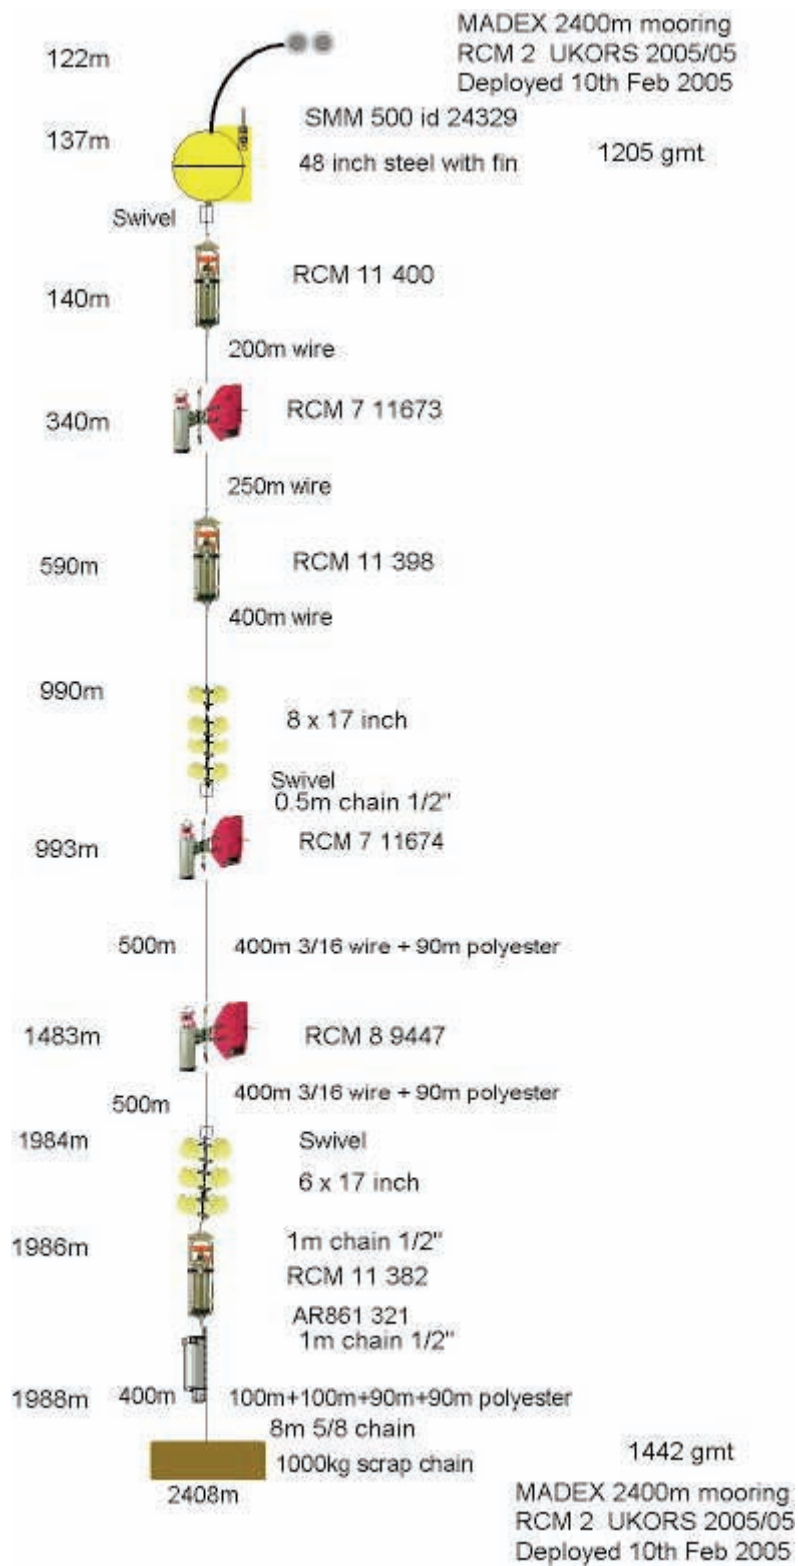 MADEX 2400m mooring
RCM 2 UKORS 2005/05
Deployed 10th Feb 2005
122m
SMM 500 id 24329
137m
1205 gmt
48 inch steel with fin
Swivel
RCM 11 400
140m
200m wire
RCM 7 11673
340m
250m wire
RCM 11 398
590m
400m wire
990m
8 x 17 inch
Swivel
0.5m chain 1/2"
RCM 7 11674
993m
500m
400m 3/16 wire + 90m polyester
1483m
RCM 8 9447
400m 3/16 wire + 90m polyester
500m
1984m
Swivel
6 x 17 inch
1986m
1m chain 1/2"
RCM 11 382
AR861 321
1m chain 1/2"
1988m
400m
100m+100m+90m+90m polyester
8m 5/8 chain
1442 gmt
1000kg scrap chain
2408m
MADEX 2400m mooring
RCM 2 UKORS 2005/05
Deployed 10th Feb 2005